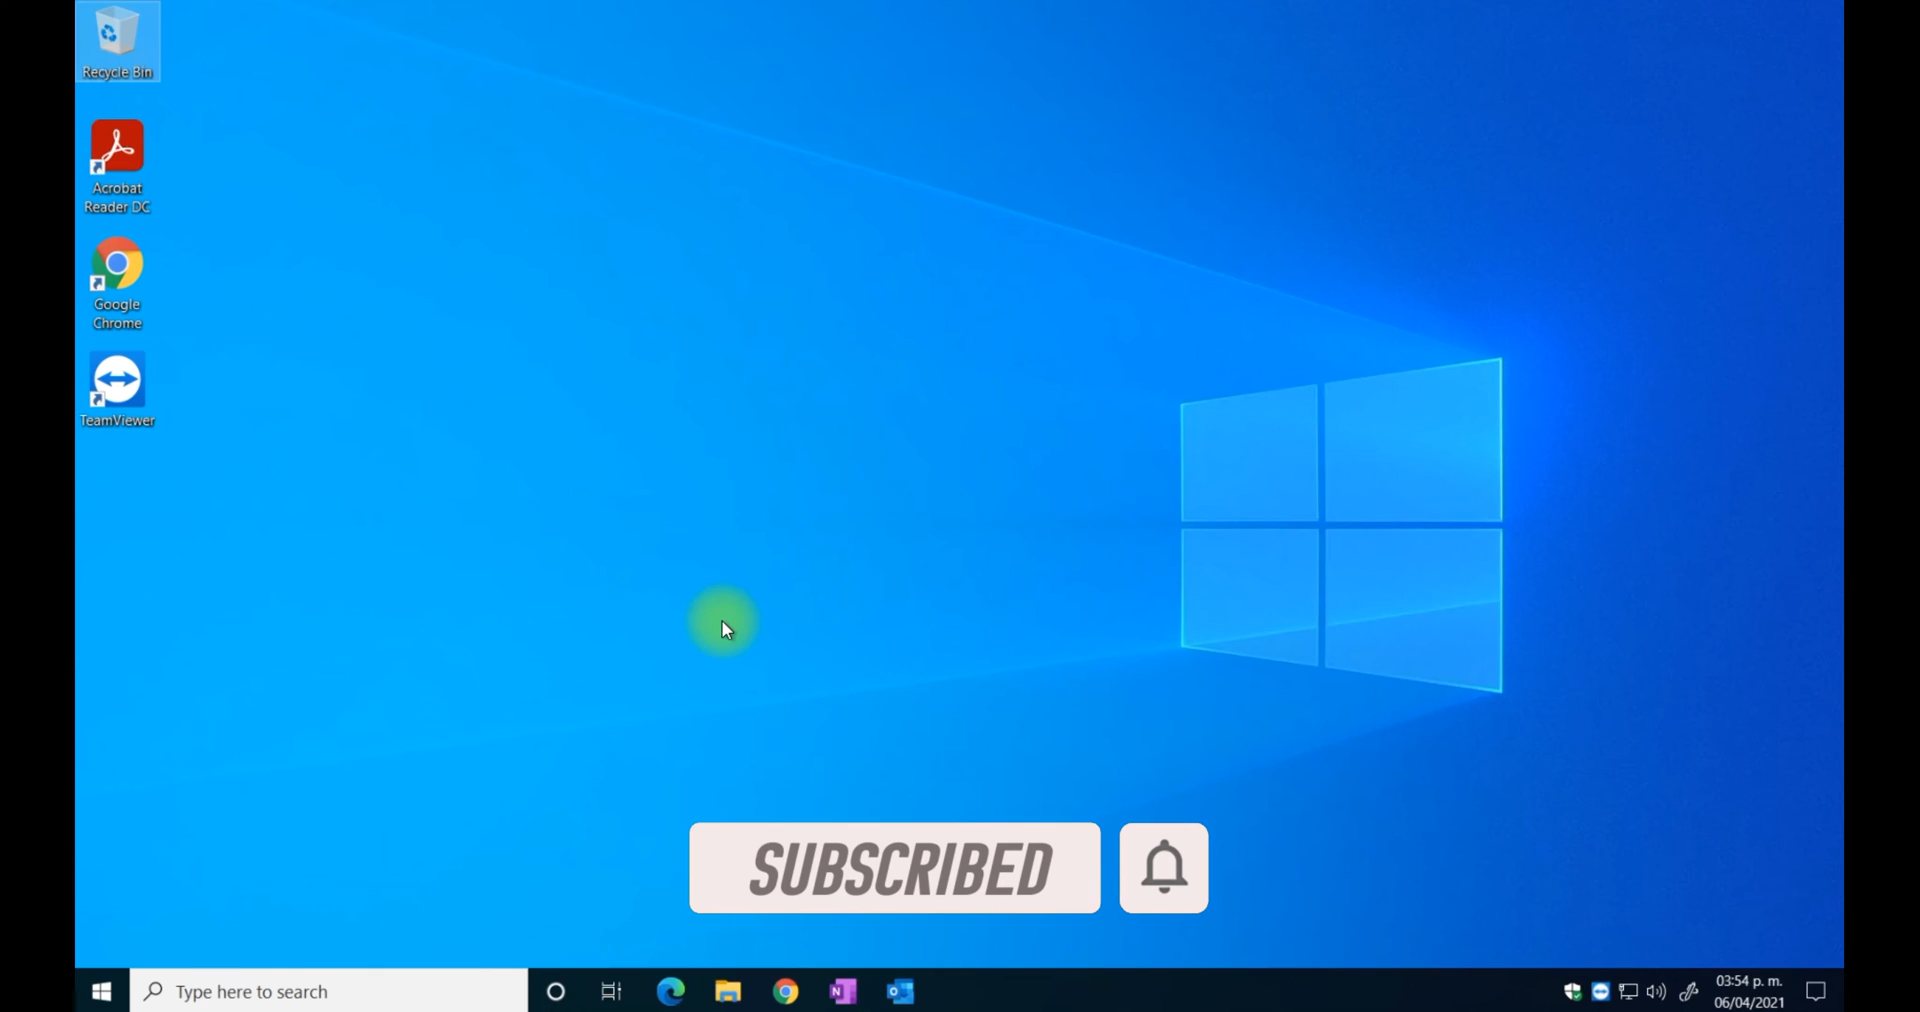 Recycle Bin
Acrobat
Reader DC
Google
Chrome
TeamViewer
SUBSCRIBED
Type here to search
03:54 p. m.
06/04/2021